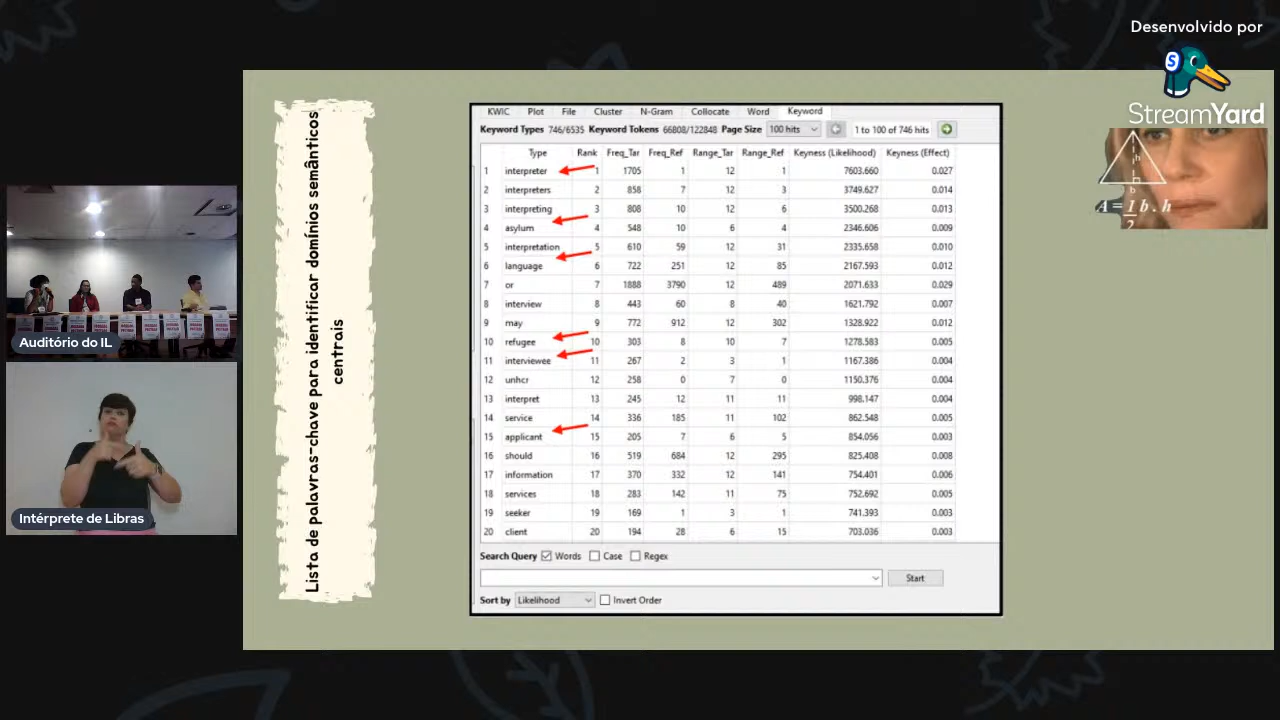 Desenvolvido por
S
StreamYard
Lista de palavras-chave para identificar domínios semânticos
centrais
KWIC Plot File Cluster N-Gram Collocate Word Keyword
Keyword Types 746/6535 Keyword Tokens 66808/122848 Page Size 100 hits 1 to 100 of 746 hits
Type Rank Freq_Tar Freq_Ref Range_Tar Range_Ref Keyness (Likelihood) Keyness (Effect)
1 interpreter 1 1705 1 12 1 7603.660 0.027
2 interpreters 2 858 7 12 3 3749.627 0.014
3 interpreting 3 808 10 12 6 3500.268 0.013
4 asylum 4 548 10 6 4 2346.606 0.009
5 interpretation 5 610 59 12 31 2335.658 0.010
6 language 6 722 251 12 85 2167.593 0.012
7 or 7 1888 3790 12 489 2071.633 0.029
8 interview 8 443 60 8 40 1621.792 0.007
9 may 9 772 912 12 302 1328.922 0.012
10 refugee 10 303 8 10 7 1278.583 0.005
11 interviewee 11 267 2 3 1 1167.386 0.004
12 unhcr 12 258 0 7 0 1150.376 0.004
13 interpret 13 245 12 11 11 998.147 0.004
14 service 14 336 185 11 102 862.548 0.005
15 applicant 15 205 7 6 5 854.056 0.003
16 should 16 519 684 12 295 825.408 0.008
17 information 17 370 332 12 141 754.401 0.006
18 services 18 283 142 11 75 752.692 0.005
19 seeker 19 169 1 3 1 741.393 0.003
20 client 20 194 28 6 15 703.036 0.003
Search Query Words Case Regex
Start
Sort by Likelihood Invert Order
h
b
A = 1 b . h
2
Auditório do IL
Intérprete de Libras